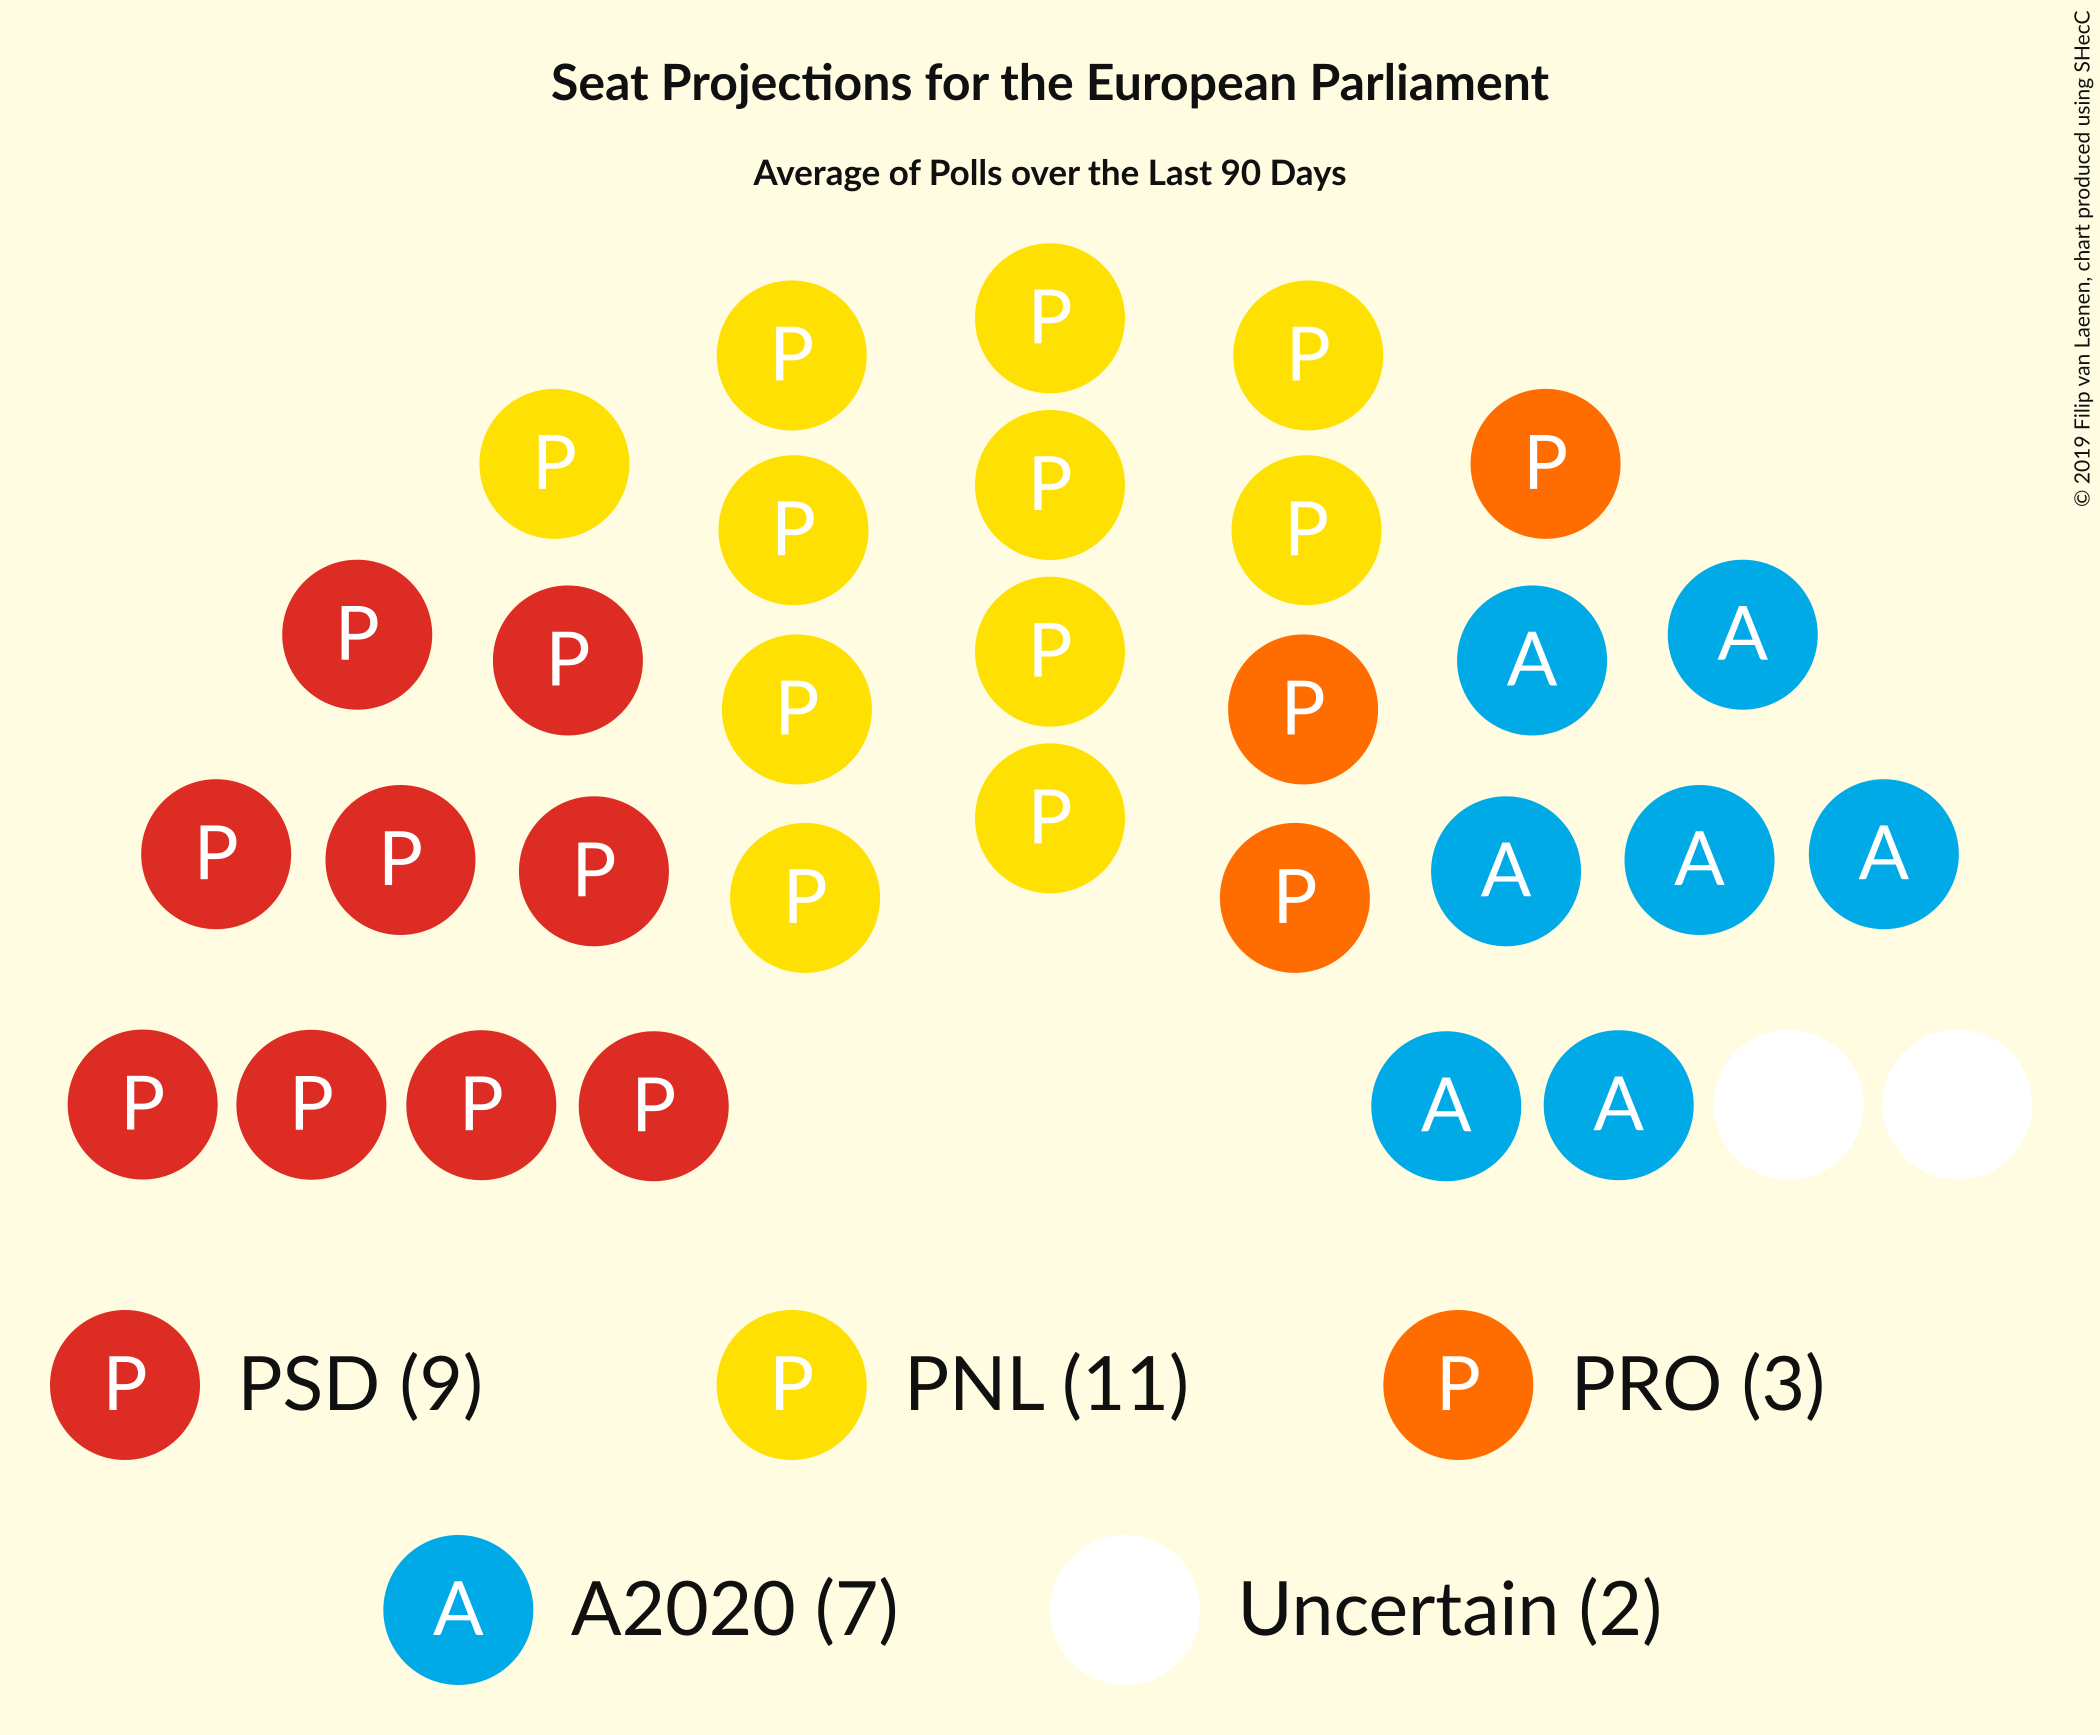 Seat Projections for the European Parliament
Average of Polls over the Last 90 Days
© 2019 Filip van Laenen, chart produced using SHecC
P
P P
P P
P
P P
P
P A
P P A
P P
P P
P P P A A A
P P
P P P P A A
P PSD (9) P PNL (11) P PRO (3)
A A2020 (7) Uncertain (2)